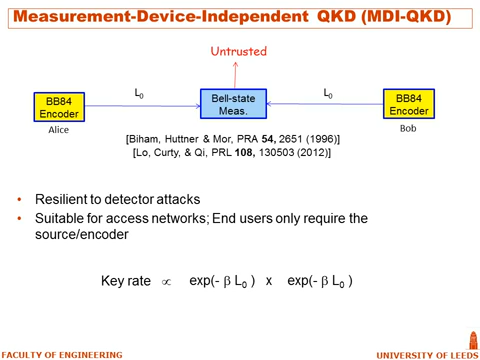 Measurement-Device-Independent QKD (MDI-QKD)
Untrusted
L₀ L₀
BB84 Encoder Bell-state Meas. BB84 Encoder
Alice Bob
[Biham, Huttner & Mor, PRA 54, 2651 (1996)]
[Lo, Curty, & Qi, PRL 108, 130503 (2012)]
• Resilient to detector attacks
• Suitable for access networks; End users only require the
source/encoder
Key rate ∝ exp(- β L₀ ) x exp(- β L₀ )
FACULTY OF ENGINEERING UNIVERSITY OF LEEDS